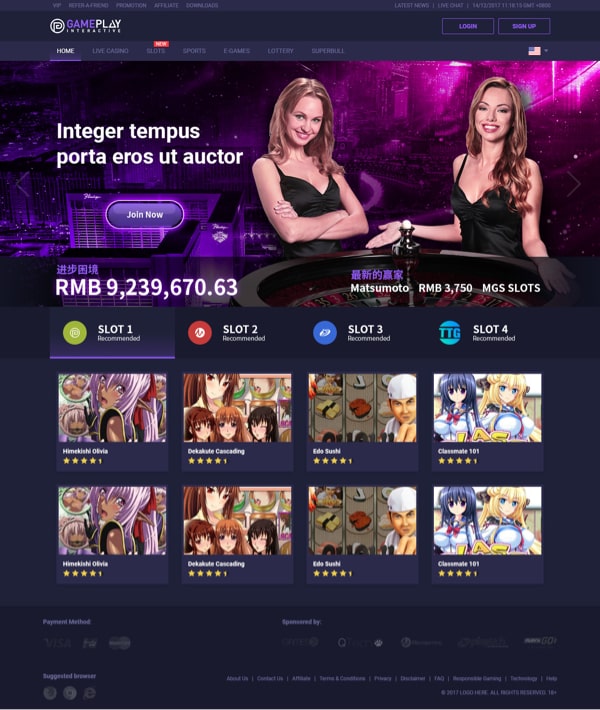 VIP REFER-A-FRIEND PROMOTION AFFILIATE DOWNLOADS
LATEST NEWS | LIVE CHAT | 14/12/2017 11:19:15 GMT +0800
GAMEPLAY
INTERACTIVE
LOGIN
SIGN UP
NEW
HOME LIVE CASINO SLOTS SPORTS E-GAMES LOTTERY SUPERBULL
Integer tempus
porta eros ut auctor
Join Now
进步困境
RMB 9,239,670.63
最新的赢家
Matsumoto RMB 3,750 MGS SLOTS
SLOT 1
Recommended
SLOT 2
Recommended
SLOT 3
Recommended
TTG
SLOT 4
Recommended
Himekishi Olivia
Dekakute Cascading
Edo Sushi
Classmate 101
Himekishi Olivia
Dekakute Cascading
Edo Sushi
Classmate 101
Payment Method:
Sponsored by:
VISA
Suggested browser
About Us | Contact Us | Affiliate | Terms & Conditions | Privacy | Disclaimer | FAQ | Responsible Gaming | Technology | Help
© 2017 LOGO HERE. ALL RIGHTS RESERVED. 18+